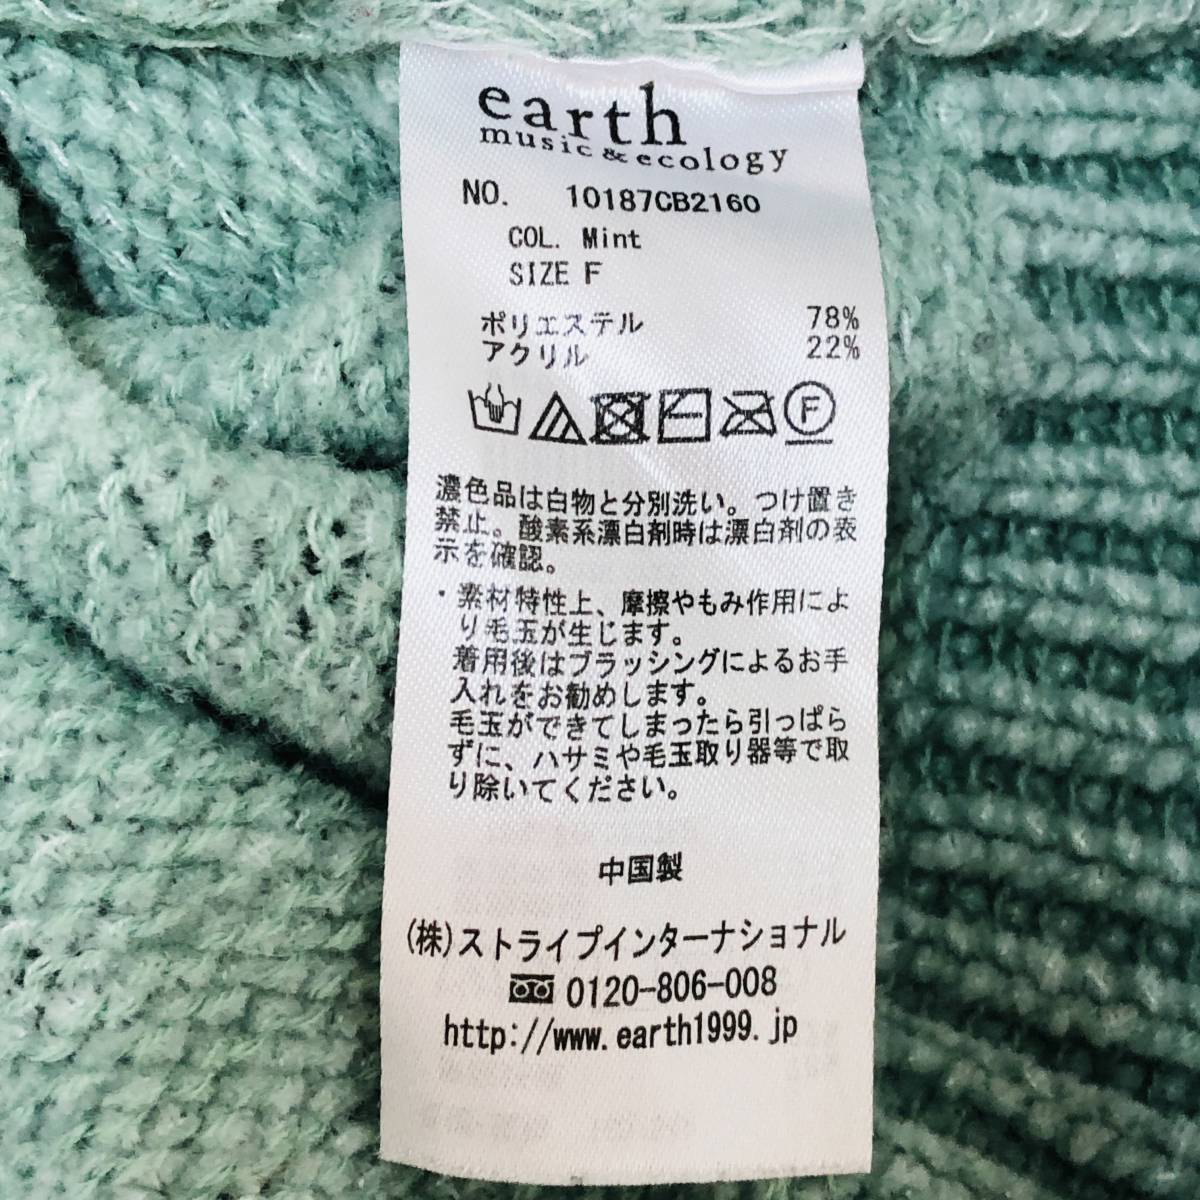 earth
music & ecology
NO. 10187CB2160
COL. Mint
SIZE F
ポリエステル 78%
アクリル 22%
F
濃色品は白物と分別洗い。つけ置き
禁止。酸素系漂白剤時は漂白剤の表
示を確認。
・素材特性上、摩擦やもみ作用によ
り毛玉が生じます。
着用後はブラッシングによるお手
入れをお勧めします。
毛玉ができてしまったら引っぱら
ずに、ハサミや毛玉取り器等で取
り除いてください。
中国製
(株)ストライプインターナショナル
0120-806-008
http://www.earth1999.jp